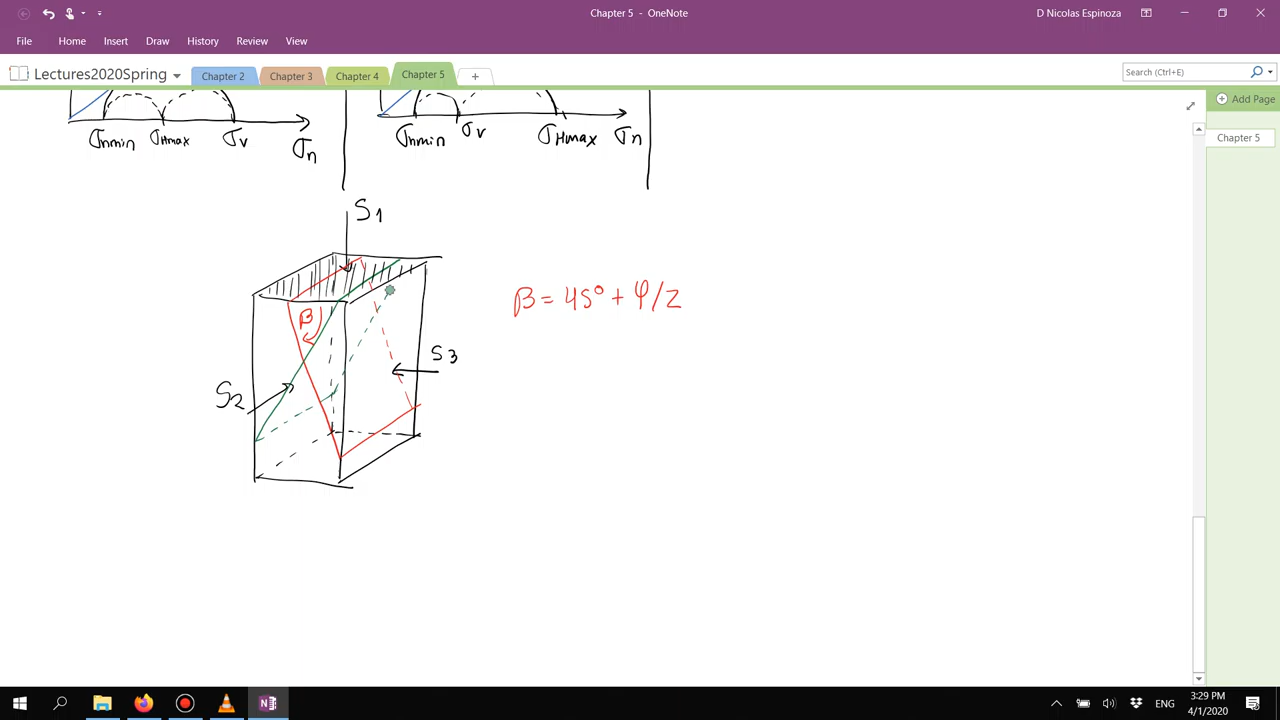 Chapter 5 - OneNote
D Nicolas Espinoza
File Home Insert Draw History Review View
Lectures2020Spring Chapter 2 Chapter 3 Chapter 4 Chapter 5 +
Search (Ctrl+E)
Add Page
Chapter 5
σhmin σHmax σv σn
σhmin σv σHmax σn
S1
β
β = 45° + φ/2
S3
S2
ENG
3:29 PM
4/1/2020